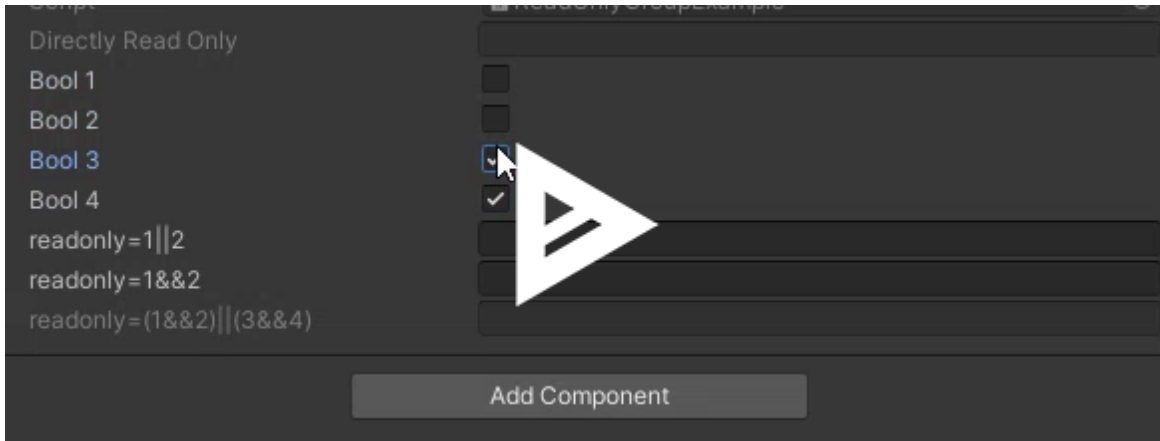 Directly Read Only
Bool 1
Bool 2
Bool 3
Bool 4
readonly=1||2
readonly=1&&2
readonly=(1&&2)||(3&&4)
Add Component